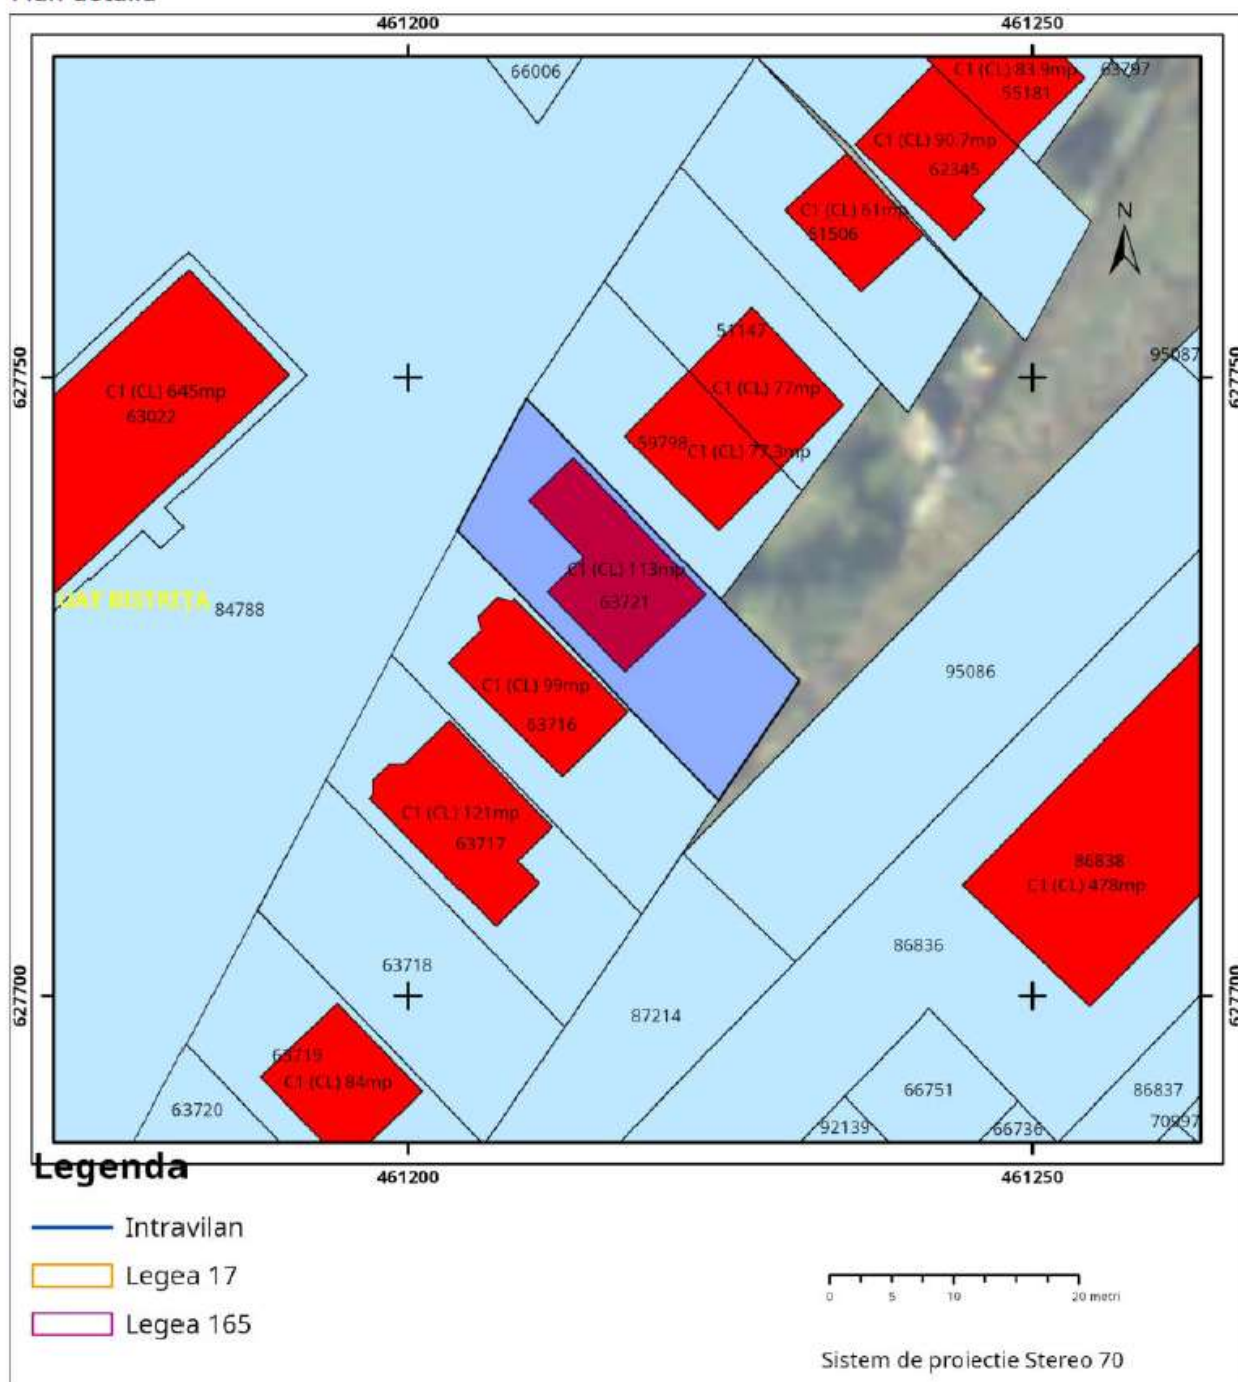 461200 461250
66006
C1 (CL) 83.9mp
55181
63797
C1 (CL) 90.7mp
62345
C1 (CL) 61mp
61506
N
51147
C1 (CL) 77mp
95087
627750 627750
C1 (CL) 645mp
63022
59798
C1 (CL) 77.3mp
C1 (CL) 113mp
63721
UAT BISTRITA
84788
95086
C1 (CL) 99mp
63716
C1 (CL) 121mp
63717
86838
C1 (CL) 478mp
86836
63718
627700 627700
87214
63719
C1 (CL) 84mp
63720
66751
86837
92139
66736
70997
461200 461250
Legenda
Intravilan
Legea 17
Legea 165
0 5 10 20 metri
Sistem de proiectie Stereo 70